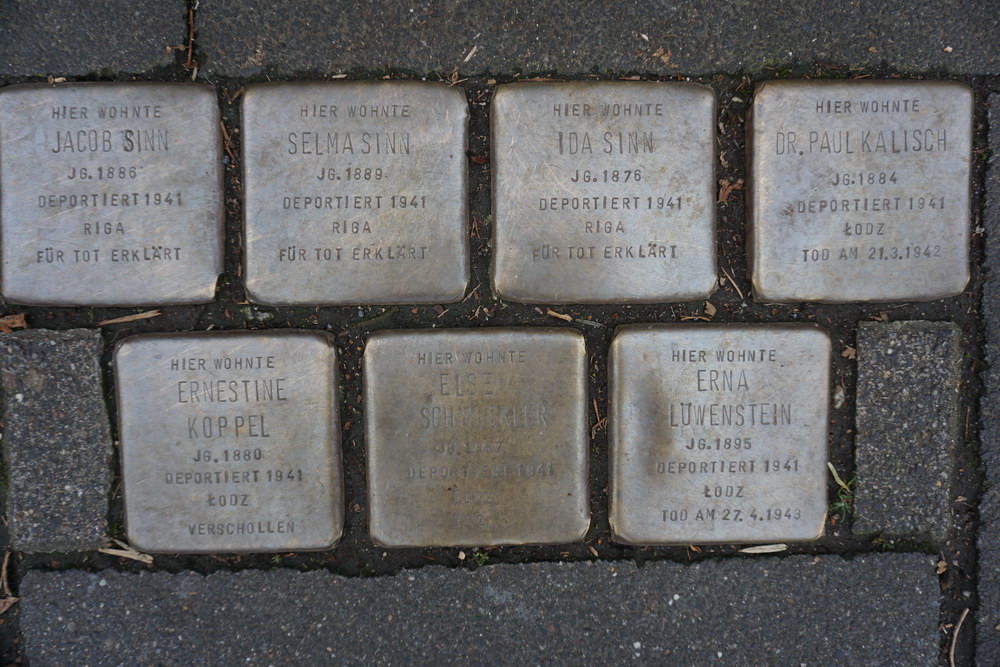 HIER WOHNTE
JACOB SINN
JG. 1886
DEPORTIERT 1941
RIGA
FÜR TOT ERKLÄRT
HIER WOHNTE
SELMA SINN
JG. 1889
DEPORTIERT 1941
RIGA
FÜR TOT ERKLÄRT
HIER WOHNTE
IDA SINN
JG. 1876
DEPORTIERT 1941
RIGA
FÜR TOT ERKLÄRT
HIER WOHNTE
DR. PAUL KALISCH
JG. 1884
DEPORTIERT 1941
ŁODZ
TOD AM 21.3.1942
HIER WOHNTE
ERNESTINE
KOPPEL
JG. 1880
DEPORTIERT 1941
ŁODZ
VERSCHOLLEN
HIER WOHNTE
ELSE
DEPORTIERT 1941
HIER WOHNTE
ERNA
LÖWENSTEIN
JG. 1895
DEPORTIERT 1941
ŁODZ
TOD AM 27. 4.1943